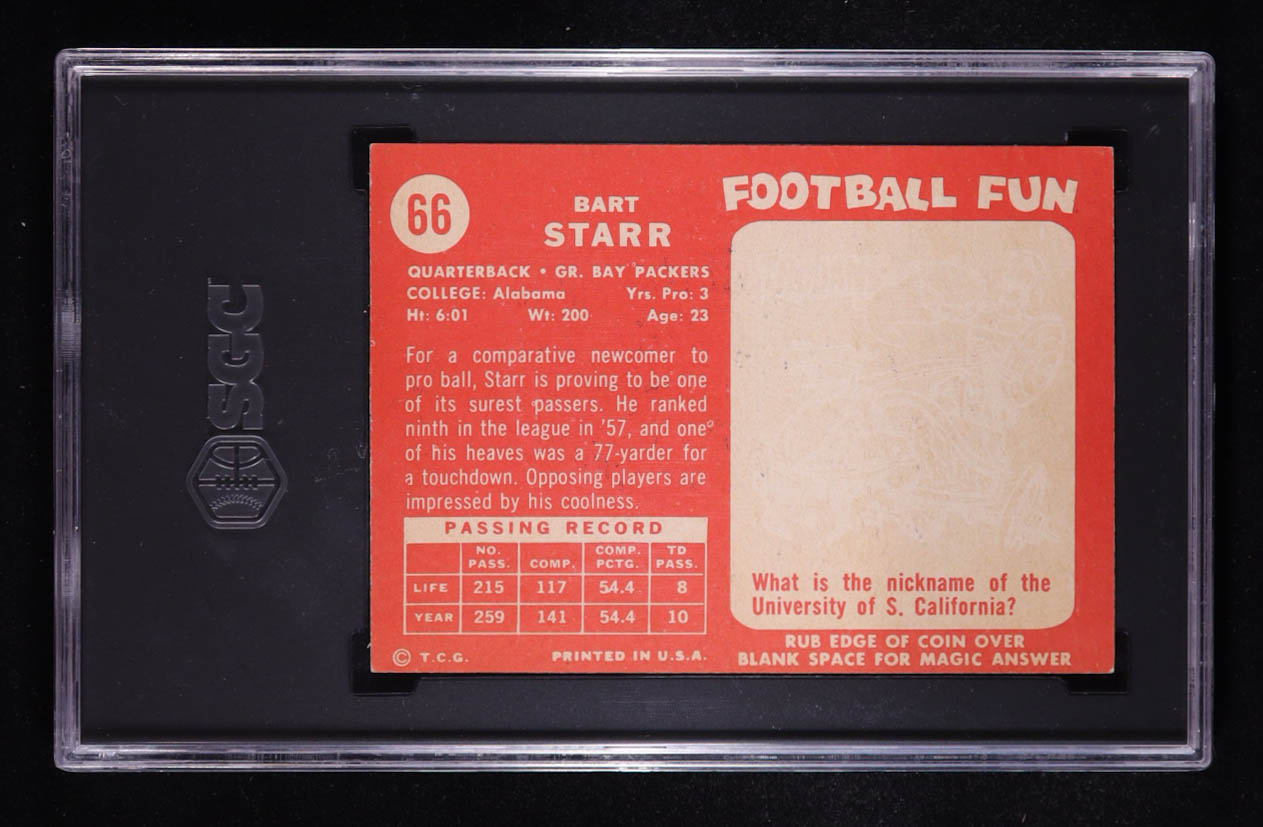 SGC
66
BART
STARR
QUARTERBACK • GR. BAY PACKERS
COLLEGE: Alabama Yrs. Pro: 3
Ht: 6:01 Wt: 200 Age: 23
For a comparative newcomer to
pro ball, Starr is proving to be one
of its surest passers. He ranked
ninth in the league in '57, and one
of his heaves was a 77-yarder for
a touchdown. Opposing players are
impressed by his coolness.
PASSING RECORD
NO. PASS. COMP. COMP. PCTG. TD PASS.
LIFE 215 117 54.4 8
YEAR 259 141 54.4 10
© T.C.G. PRINTED IN U.S.A.
FOOTBALL FUN
What is the nickname of the
University of S. California?
RUB EDGE OF COIN OVER
BLANK SPACE FOR MAGIC ANSWER